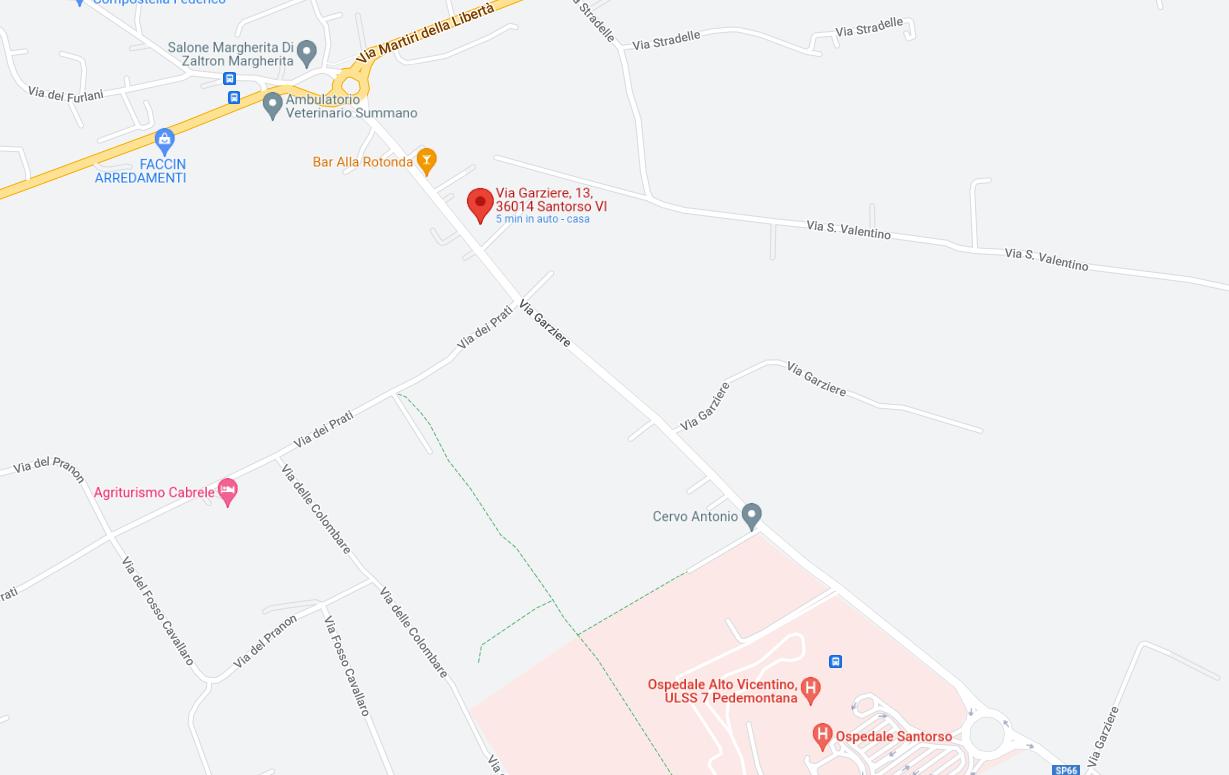 Compostella Federico
Via Martiri della Libertà
Stradelle
Via Stradelle
Via Stradelle
Salone Margherita Di
Zaltron Margherita
Via dei Furlani
Ambulatorio
Veterinario Summano
FACCIN
ARREDAMENTI
Bar Alla Rotonda
Via Garziere, 13,
36014 Santorso VI
5 min in auto - casa
Via S. Valentino
Via S. Valentino
Via dei Prati
Via Garziere
Via Garziere
Via Garziere
Via dei Prati
Via del Pranon
Agriturismo Cabrele
Via delle Colombare
Cervo Antonio
rati
Via del Fosso Cavallaro
Via delle Colombare
Via del Pranon
Via Fosso Cavallaro
Ospedale Alto Vicentino,
ULSS 7 Pedemontana
Ospedale Santorso
Via Garziere
SP66
Via